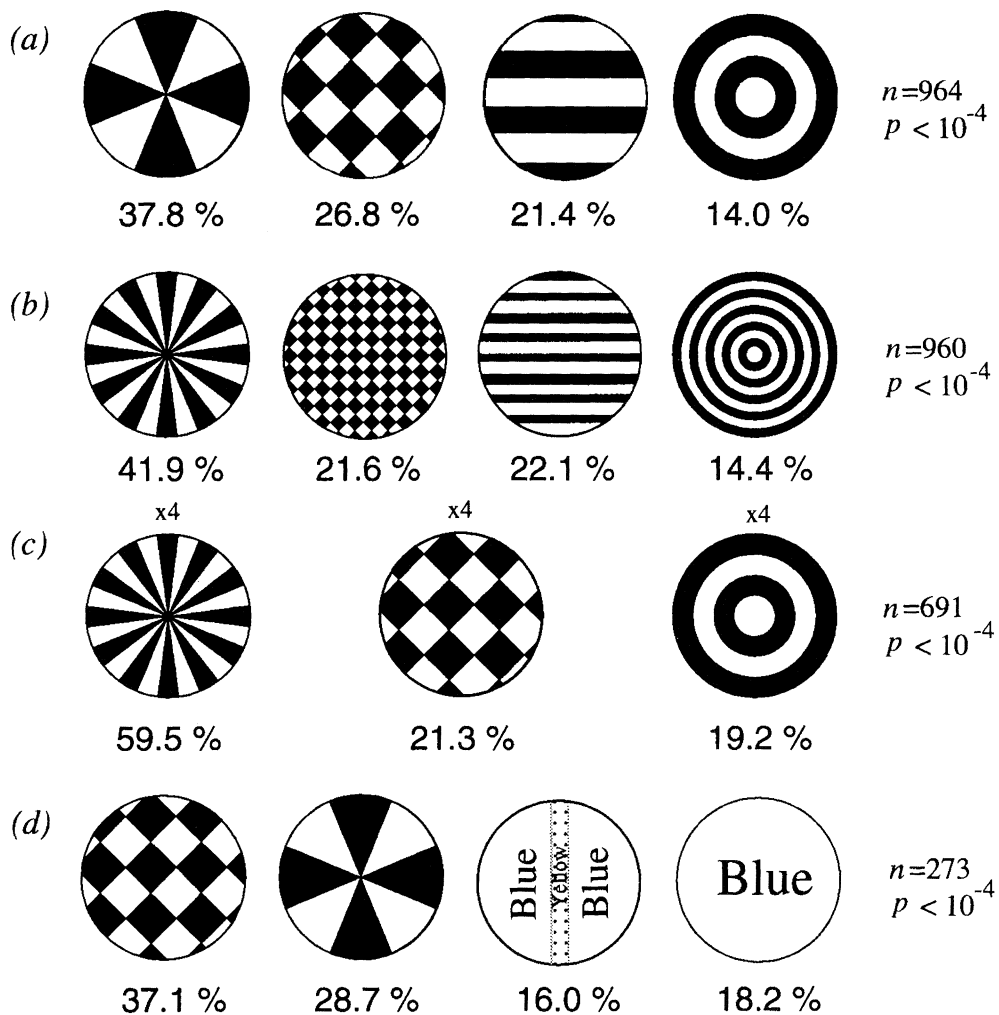 (a)
n=964
p < 10-4
37.8 % 26.8 % 21.4 % 14.0 %
(b)
n=960
p < 10-4
41.9 % 21.6 % 22.1 % 14.4 %
x4 x4 x4
(c)
n=691
p < 10-4
59.5 % 21.3 % 19.2 %
(d)
Blue Yellow Blue
Blue
n=273
p < 10-4
37.1 % 28.7 % 16.0 % 18.2 %